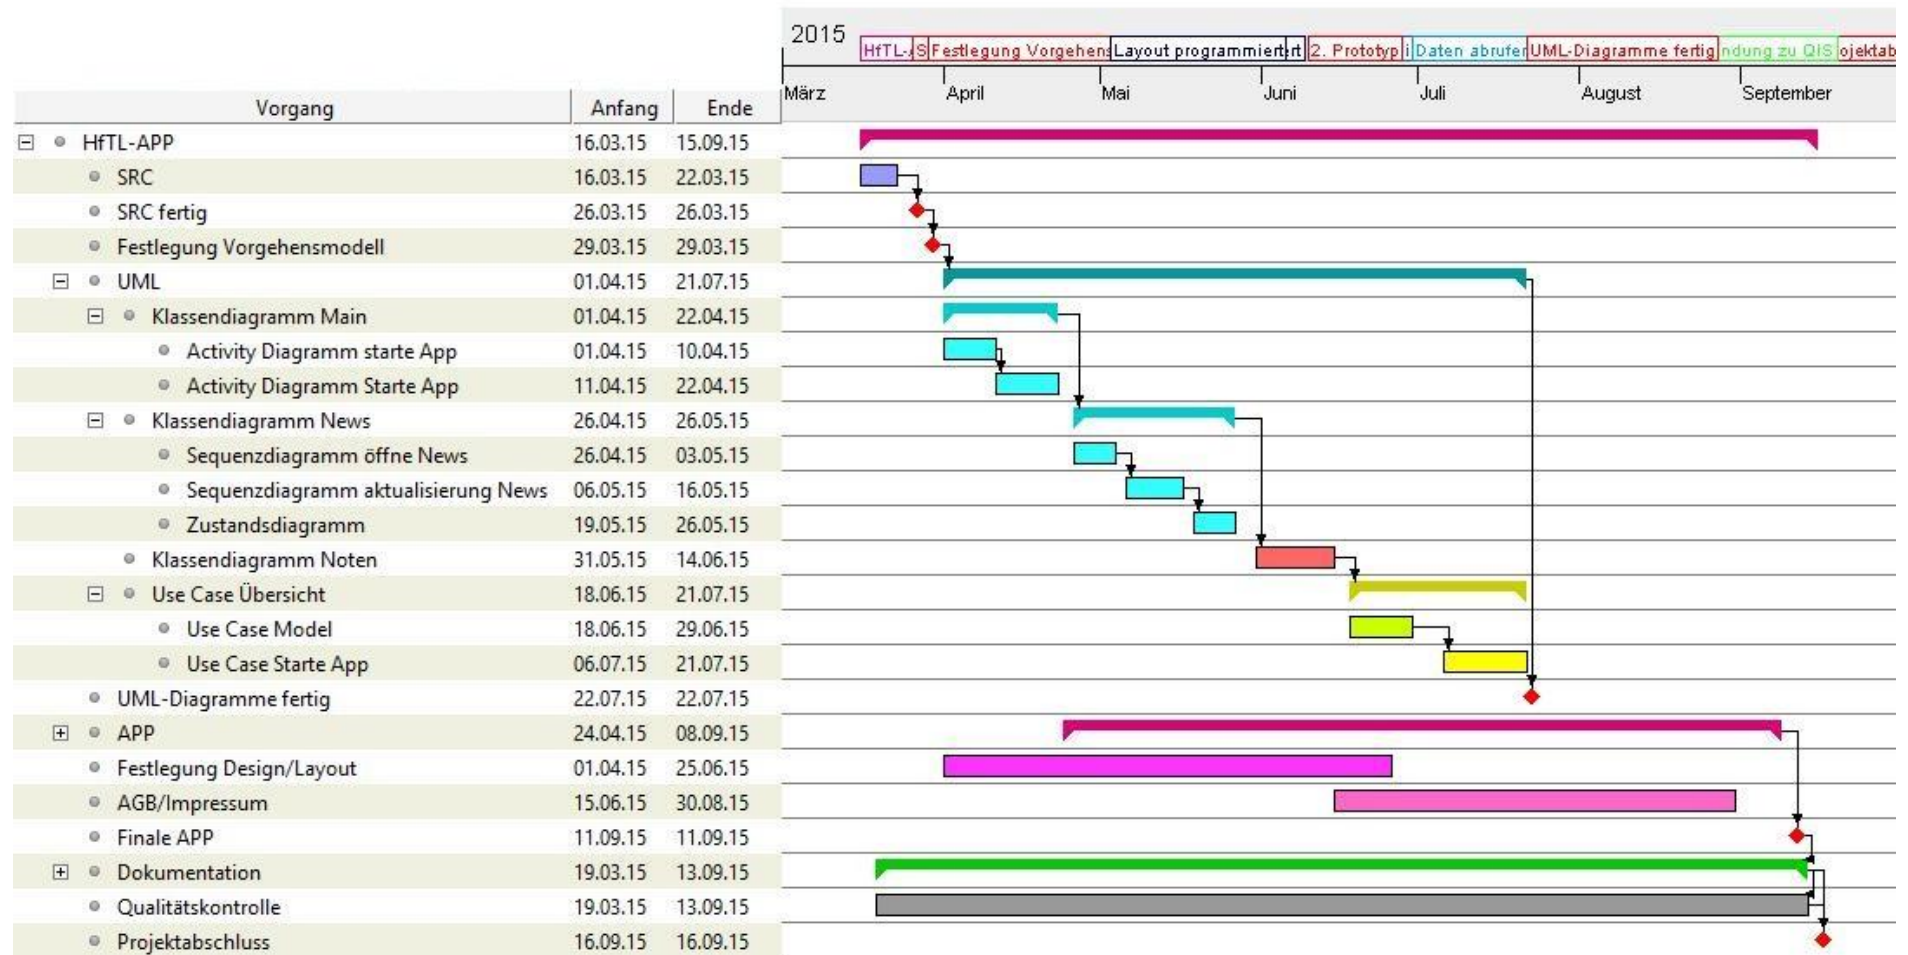 2015
HfTL-A S Festlegung Vorgehens Layout programmiert rt 2. Prototyp i Daten abrufen UML-Diagramme fertig ndung zu QIS ojektab
März April Mai Juni Juli August September
Vorgang Anfang Ende
HfTL-APP 16.03.15 15.09.15
SRC 16.03.15 22.03.15
SRC fertig 26.03.15 26.03.15
Festlegung Vorgehensmodell 29.03.15 29.03.15
UML 01.04.15 21.07.15
Klassendiagramm Main 01.04.15 22.04.15
Activity Diagramm starte App 01.04.15 10.04.15
Activity Diagramm Starte App 11.04.15 22.04.15
Klassendiagramm News 26.04.15 26.05.15
Sequenzdiagramm öffne News 26.04.15 03.05.15
Sequenzdiagramm aktualisierung News 06.05.15 16.05.15
Zustandsdiagramm 19.05.15 26.05.15
Klassendiagramm Noten 31.05.15 14.06.15
Use Case Übersicht 18.06.15 21.07.15
Use Case Model 18.06.15 29.06.15
Use Case Starte App 06.07.15 21.07.15
UML-Diagramme fertig 22.07.15 22.07.15
APP 24.04.15 08.09.15
Festlegung Design/Layout 01.04.15 25.06.15
AGB/Impressum 15.06.15 30.08.15
Finale APP 11.09.15 11.09.15
Dokumentation 19.03.15 13.09.15
Qualitätskontrolle 19.03.15 13.09.15
Projektabschluss 16.09.15 16.09.15